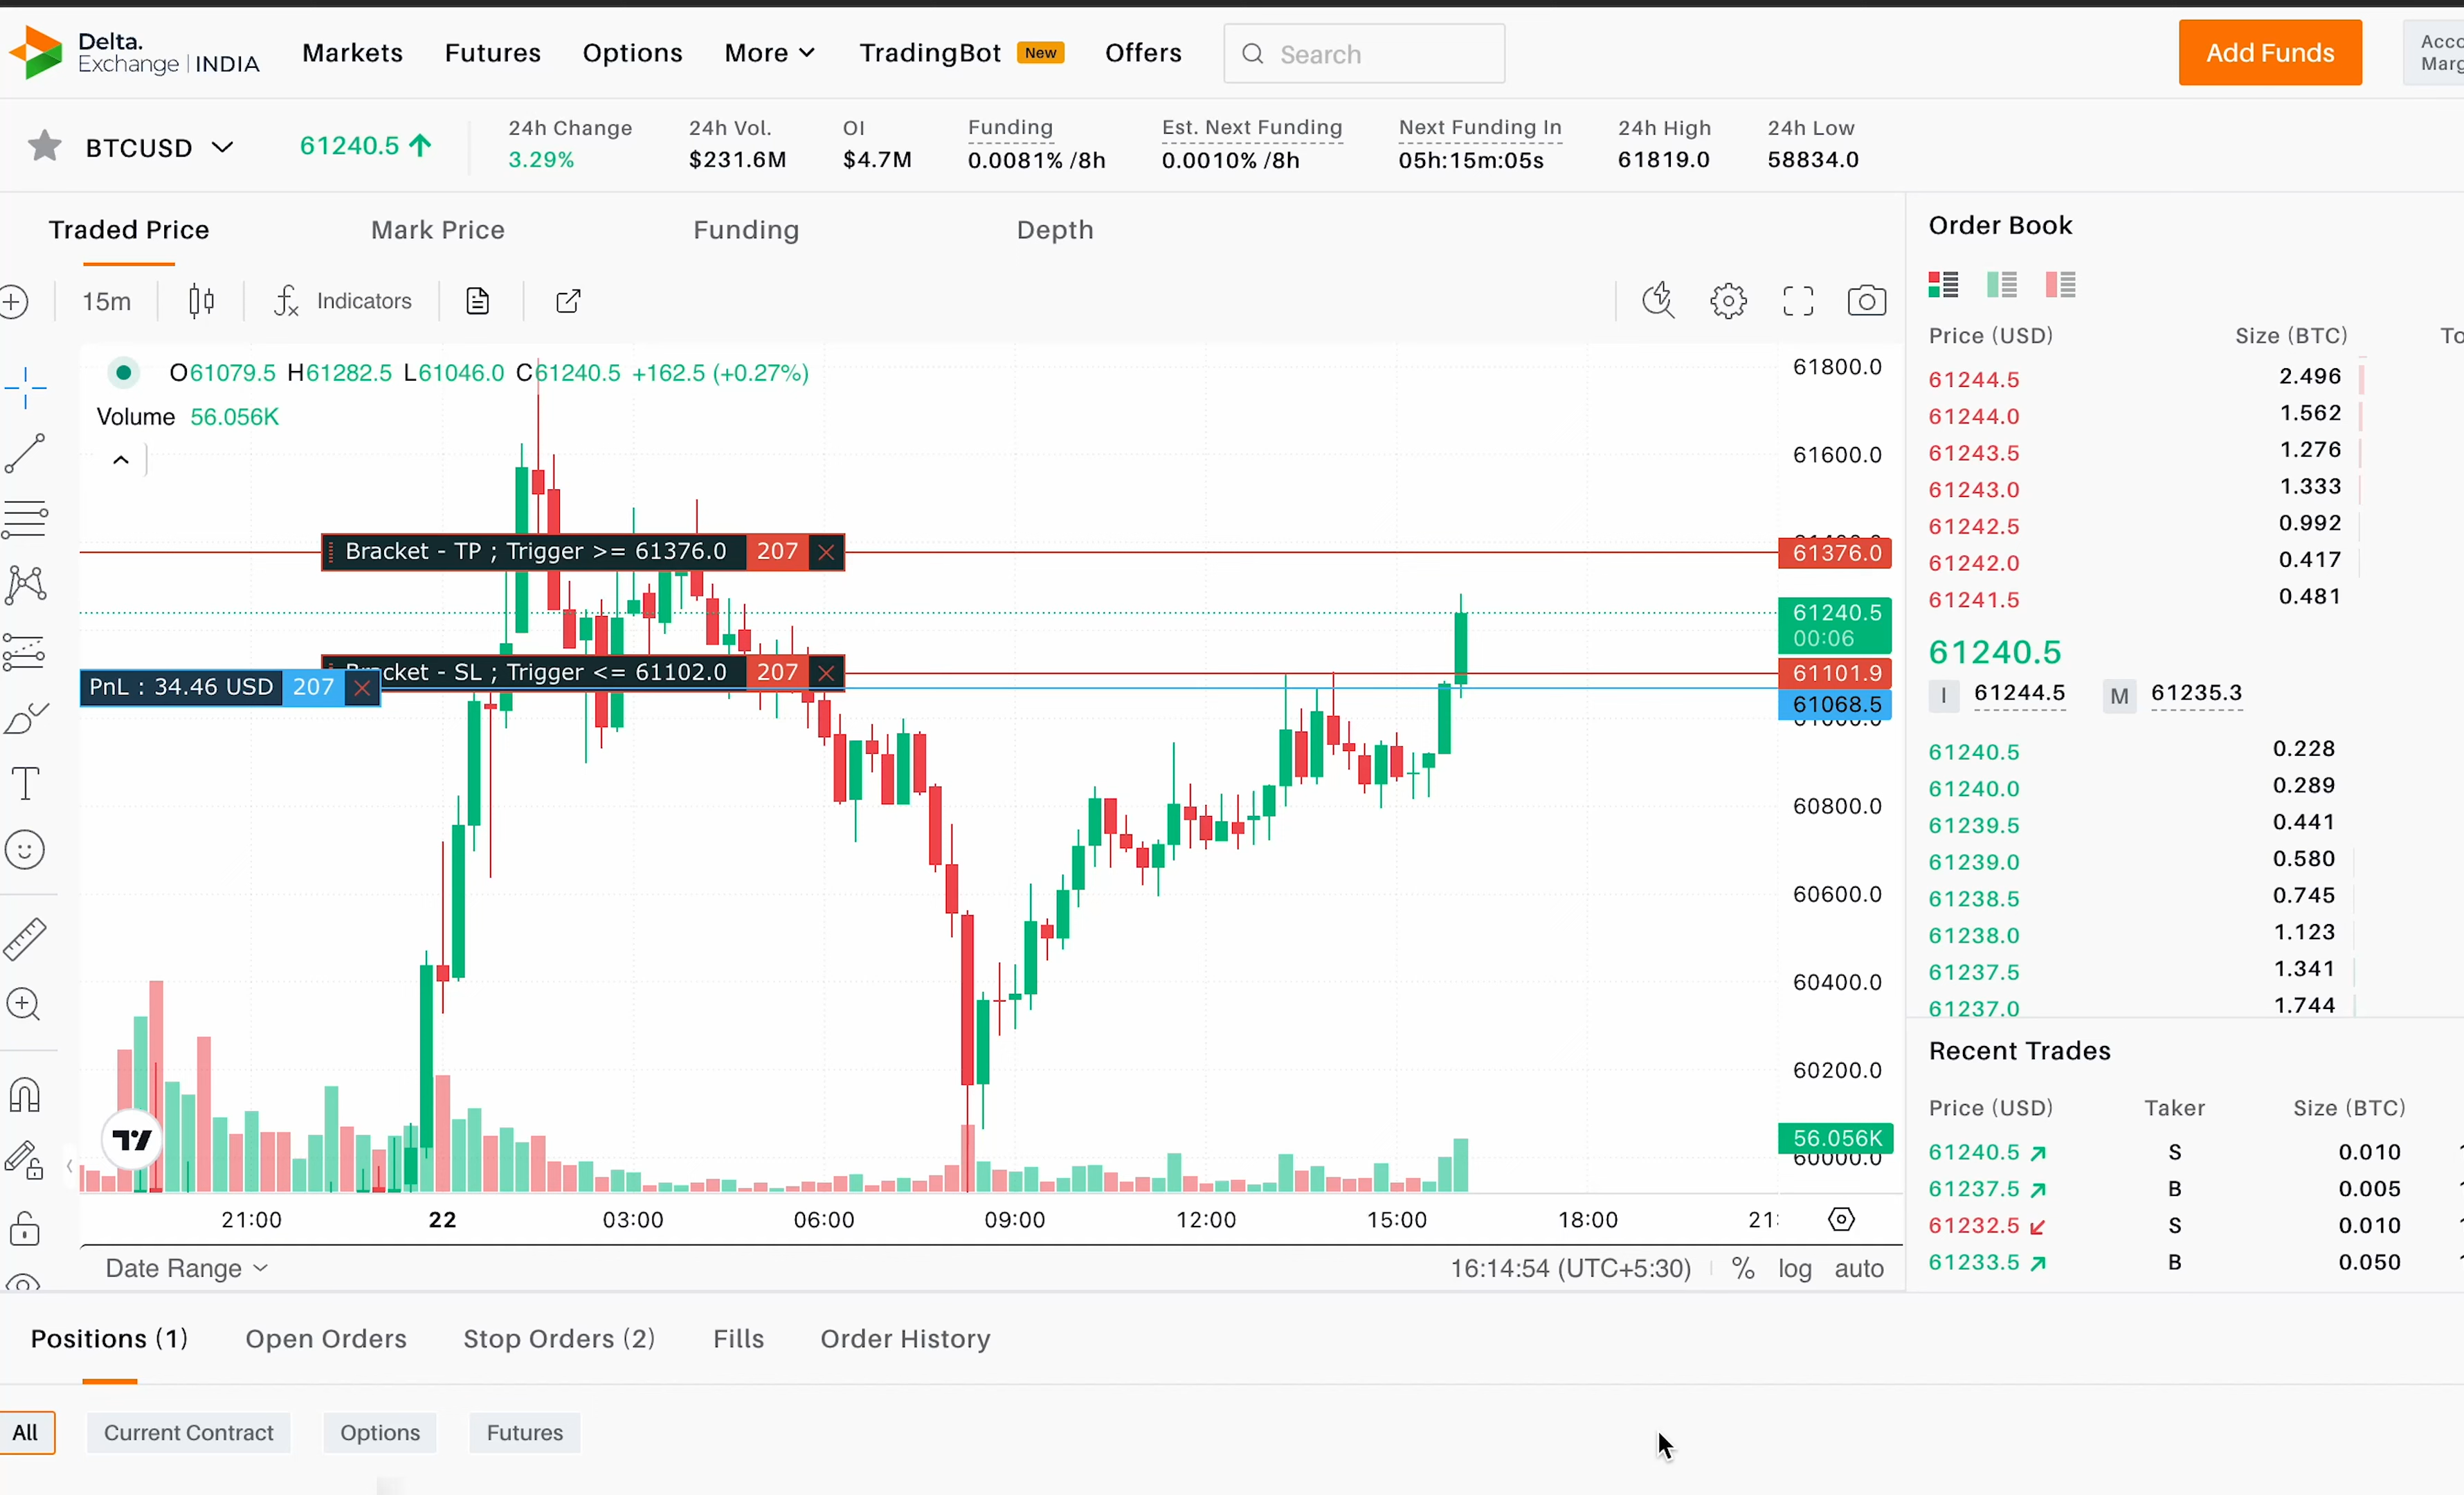 Delta.
Exchange | INDIA
Markets Futures Options More TradingBot New Offers Search Add Funds
BTCUSD 61240.5
24h Change 3.29%
24h Vol. $231.6M
OI $4.7M
Funding 0.0081% /8h
Est. Next Funding 0.0010% /8h
Next Funding In 05h:15m:05s
24h High 61819.0
24h Low 58834.0
Traded Price Mark Price Funding Depth
15m fx Indicators
O61079.5 H61282.5 L61046.0 C61240.5 +162.5 (+0.27%)
Volume 56.056K
Bracket - TP ; Trigger >= 61376.0 207
cket - SL ; Trigger <= 61102.0 207
PnL : 34.46 USD 207
61800.0
61600.0
61376.0
61240.5
00:06
61101.9
61068.5
60800.0
60600.0
60400.0
60200.0
56.056K
60000.0
21:00 22 03:00 06:00 09:00 12:00 15:00 18:00 21:
Date Range 16:14:54 (UTC+5:30) % log auto
Order Book
Price (USD) Size (BTC)
61244.5 2.496
61244.0 1.562
61243.5 1.276
61243.0 1.333
61242.5 0.992
61242.0 0.417
61241.5 0.481
61240.5
I 61244.5 M 61235.3
61240.5 0.228
61240.0 0.289
61239.5 0.441
61239.0 0.580
61238.5 0.745
61238.0 1.123
61237.5 1.341
61237.0 1.744
Recent Trades
Price (USD) Taker Size (BTC)
61240.5 S 0.010
61237.5 B 0.005
61232.5 S 0.010
61233.5 B 0.050
Positions (1) Open Orders Stop Orders (2) Fills Order History
All Current Contract Options Futures